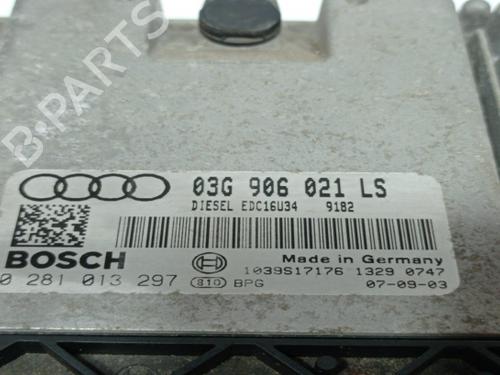 03G 906 021 LS
DIESEL EDC16U34 9182
BOSCH
Made in Germany
0 281 013 297
1039S17176 1329 0747
810 BPG
07-09-03
B-PARTS